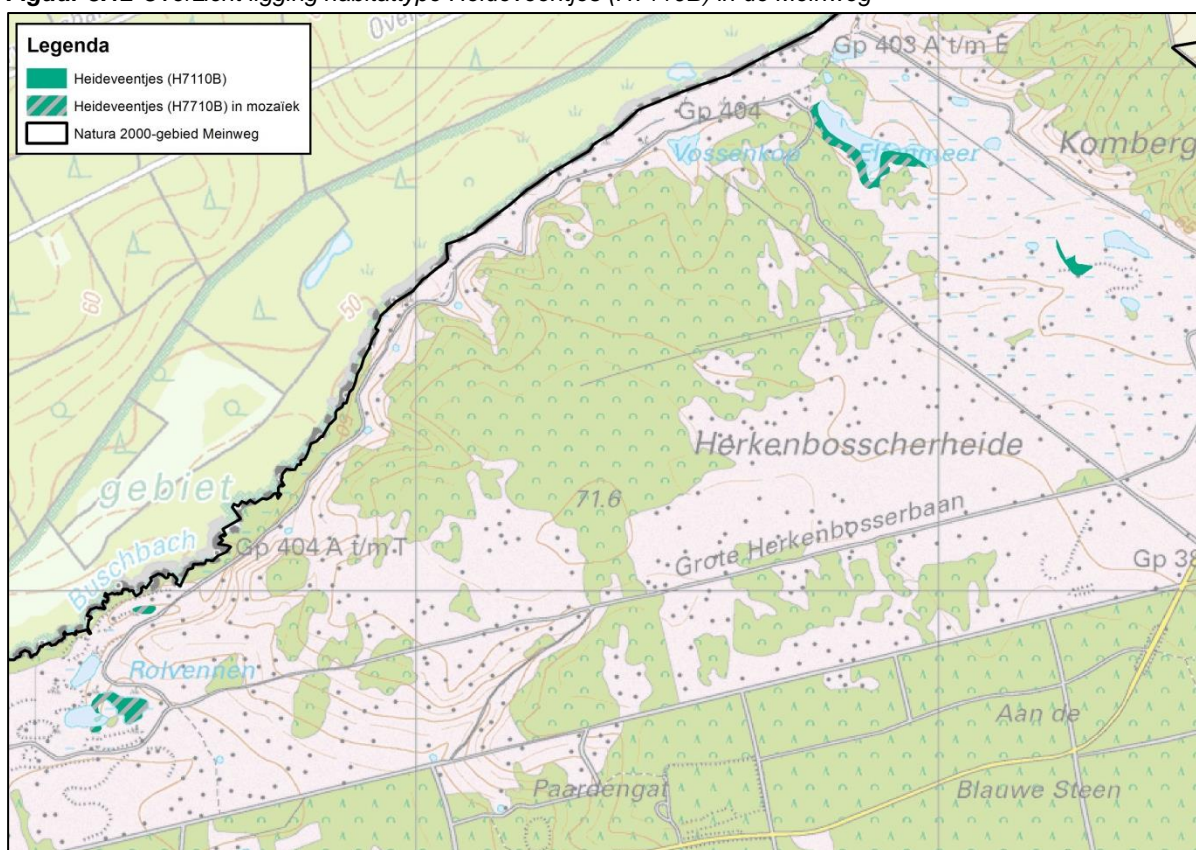 Legenda
Heideveentjes (H7110B)
Heideveentjes (H7710B) in mozaïek
Natura 2000-gebied Meinweg
Gp 403 A t/m E
Gp 404
Vossenkop
Elfenmeer
Komberg
60
50
Herkenbosscherheide
gebiet
71.6
Grote Herkenbosserbaan
Buschbach
Gp 404 A t/m T
Gp 38
Rolvennen
Aan de
Blauwe Steen
Paardengat